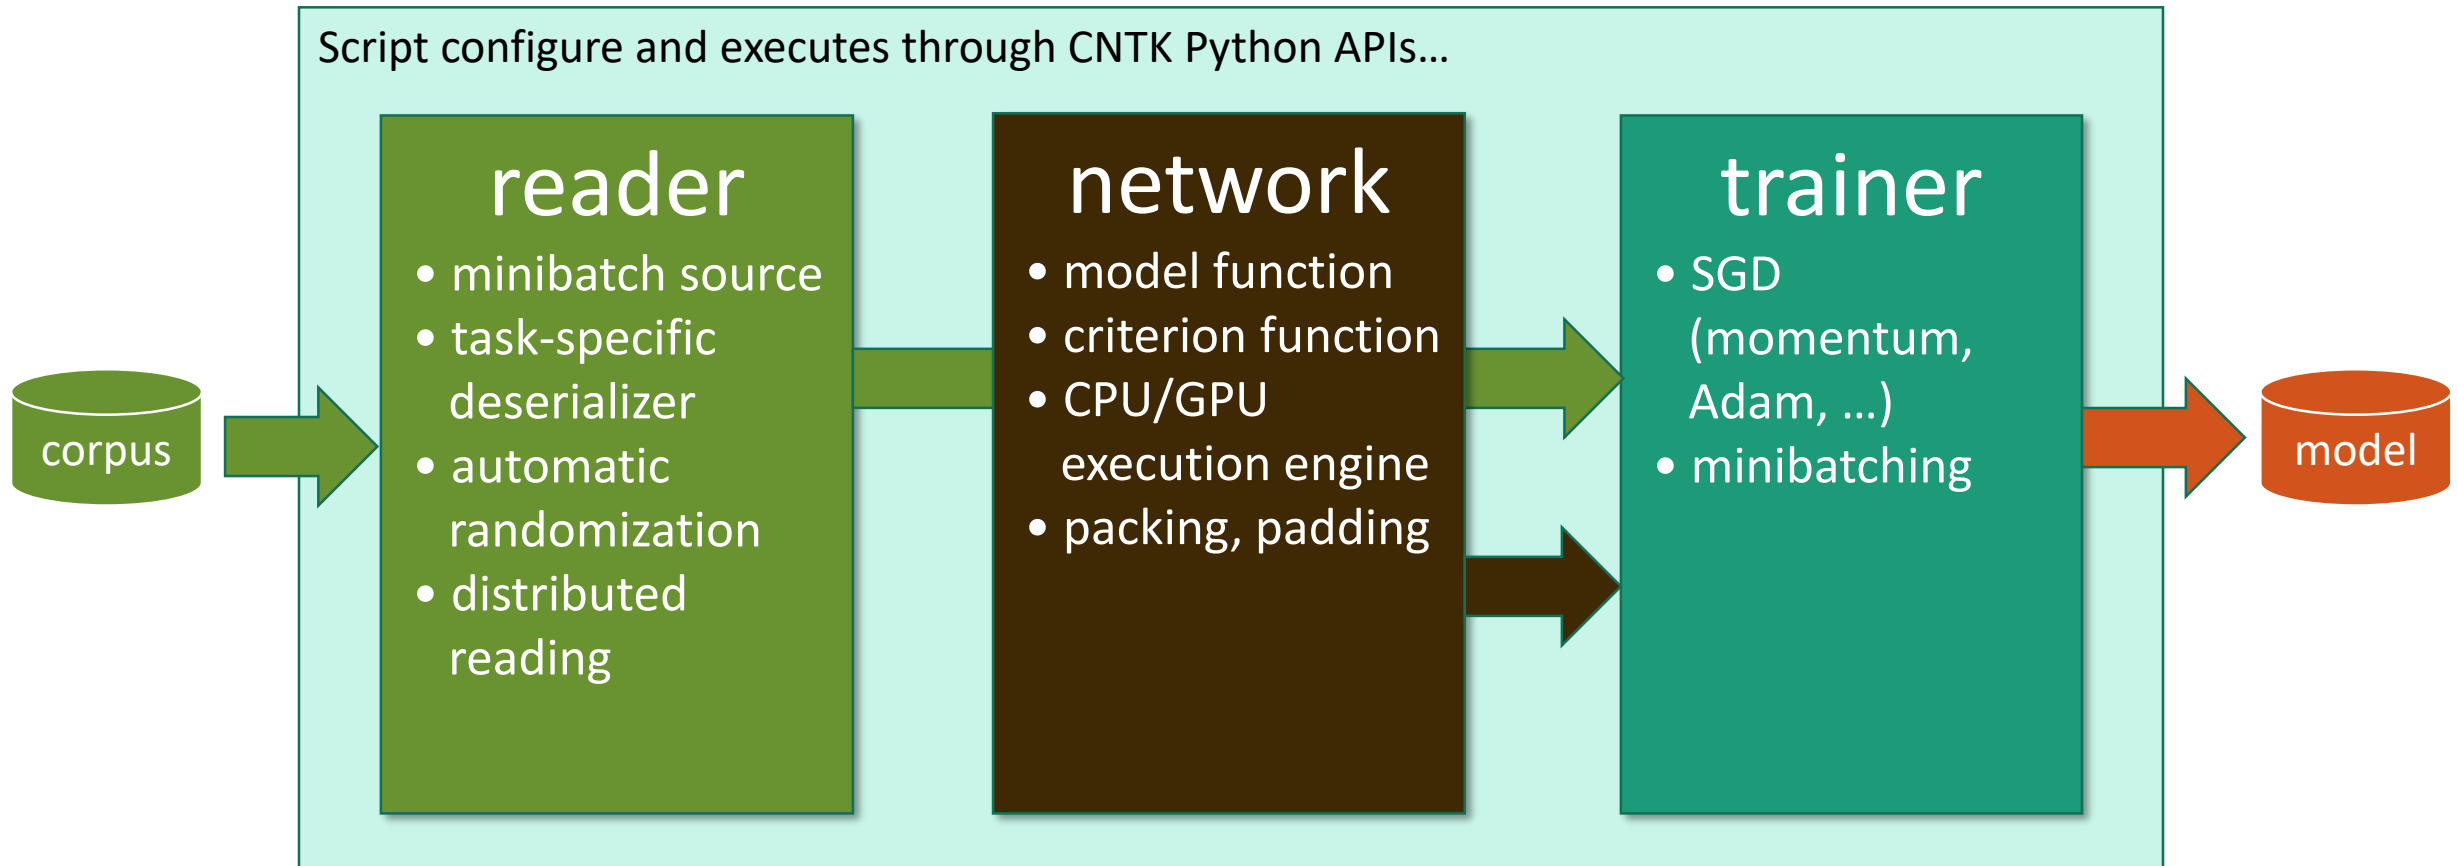 Script configure and executes through CNTK Python APIs…
corpus
reader
• minibatch source
• task-specific
deserializer
• automatic
randomization
• distributed
reading
network
• model function
• criterion function
• CPU/GPU
execution engine
• packing, padding
trainer
• SGD
(momentum,
Adam, …)
• minibatching
model